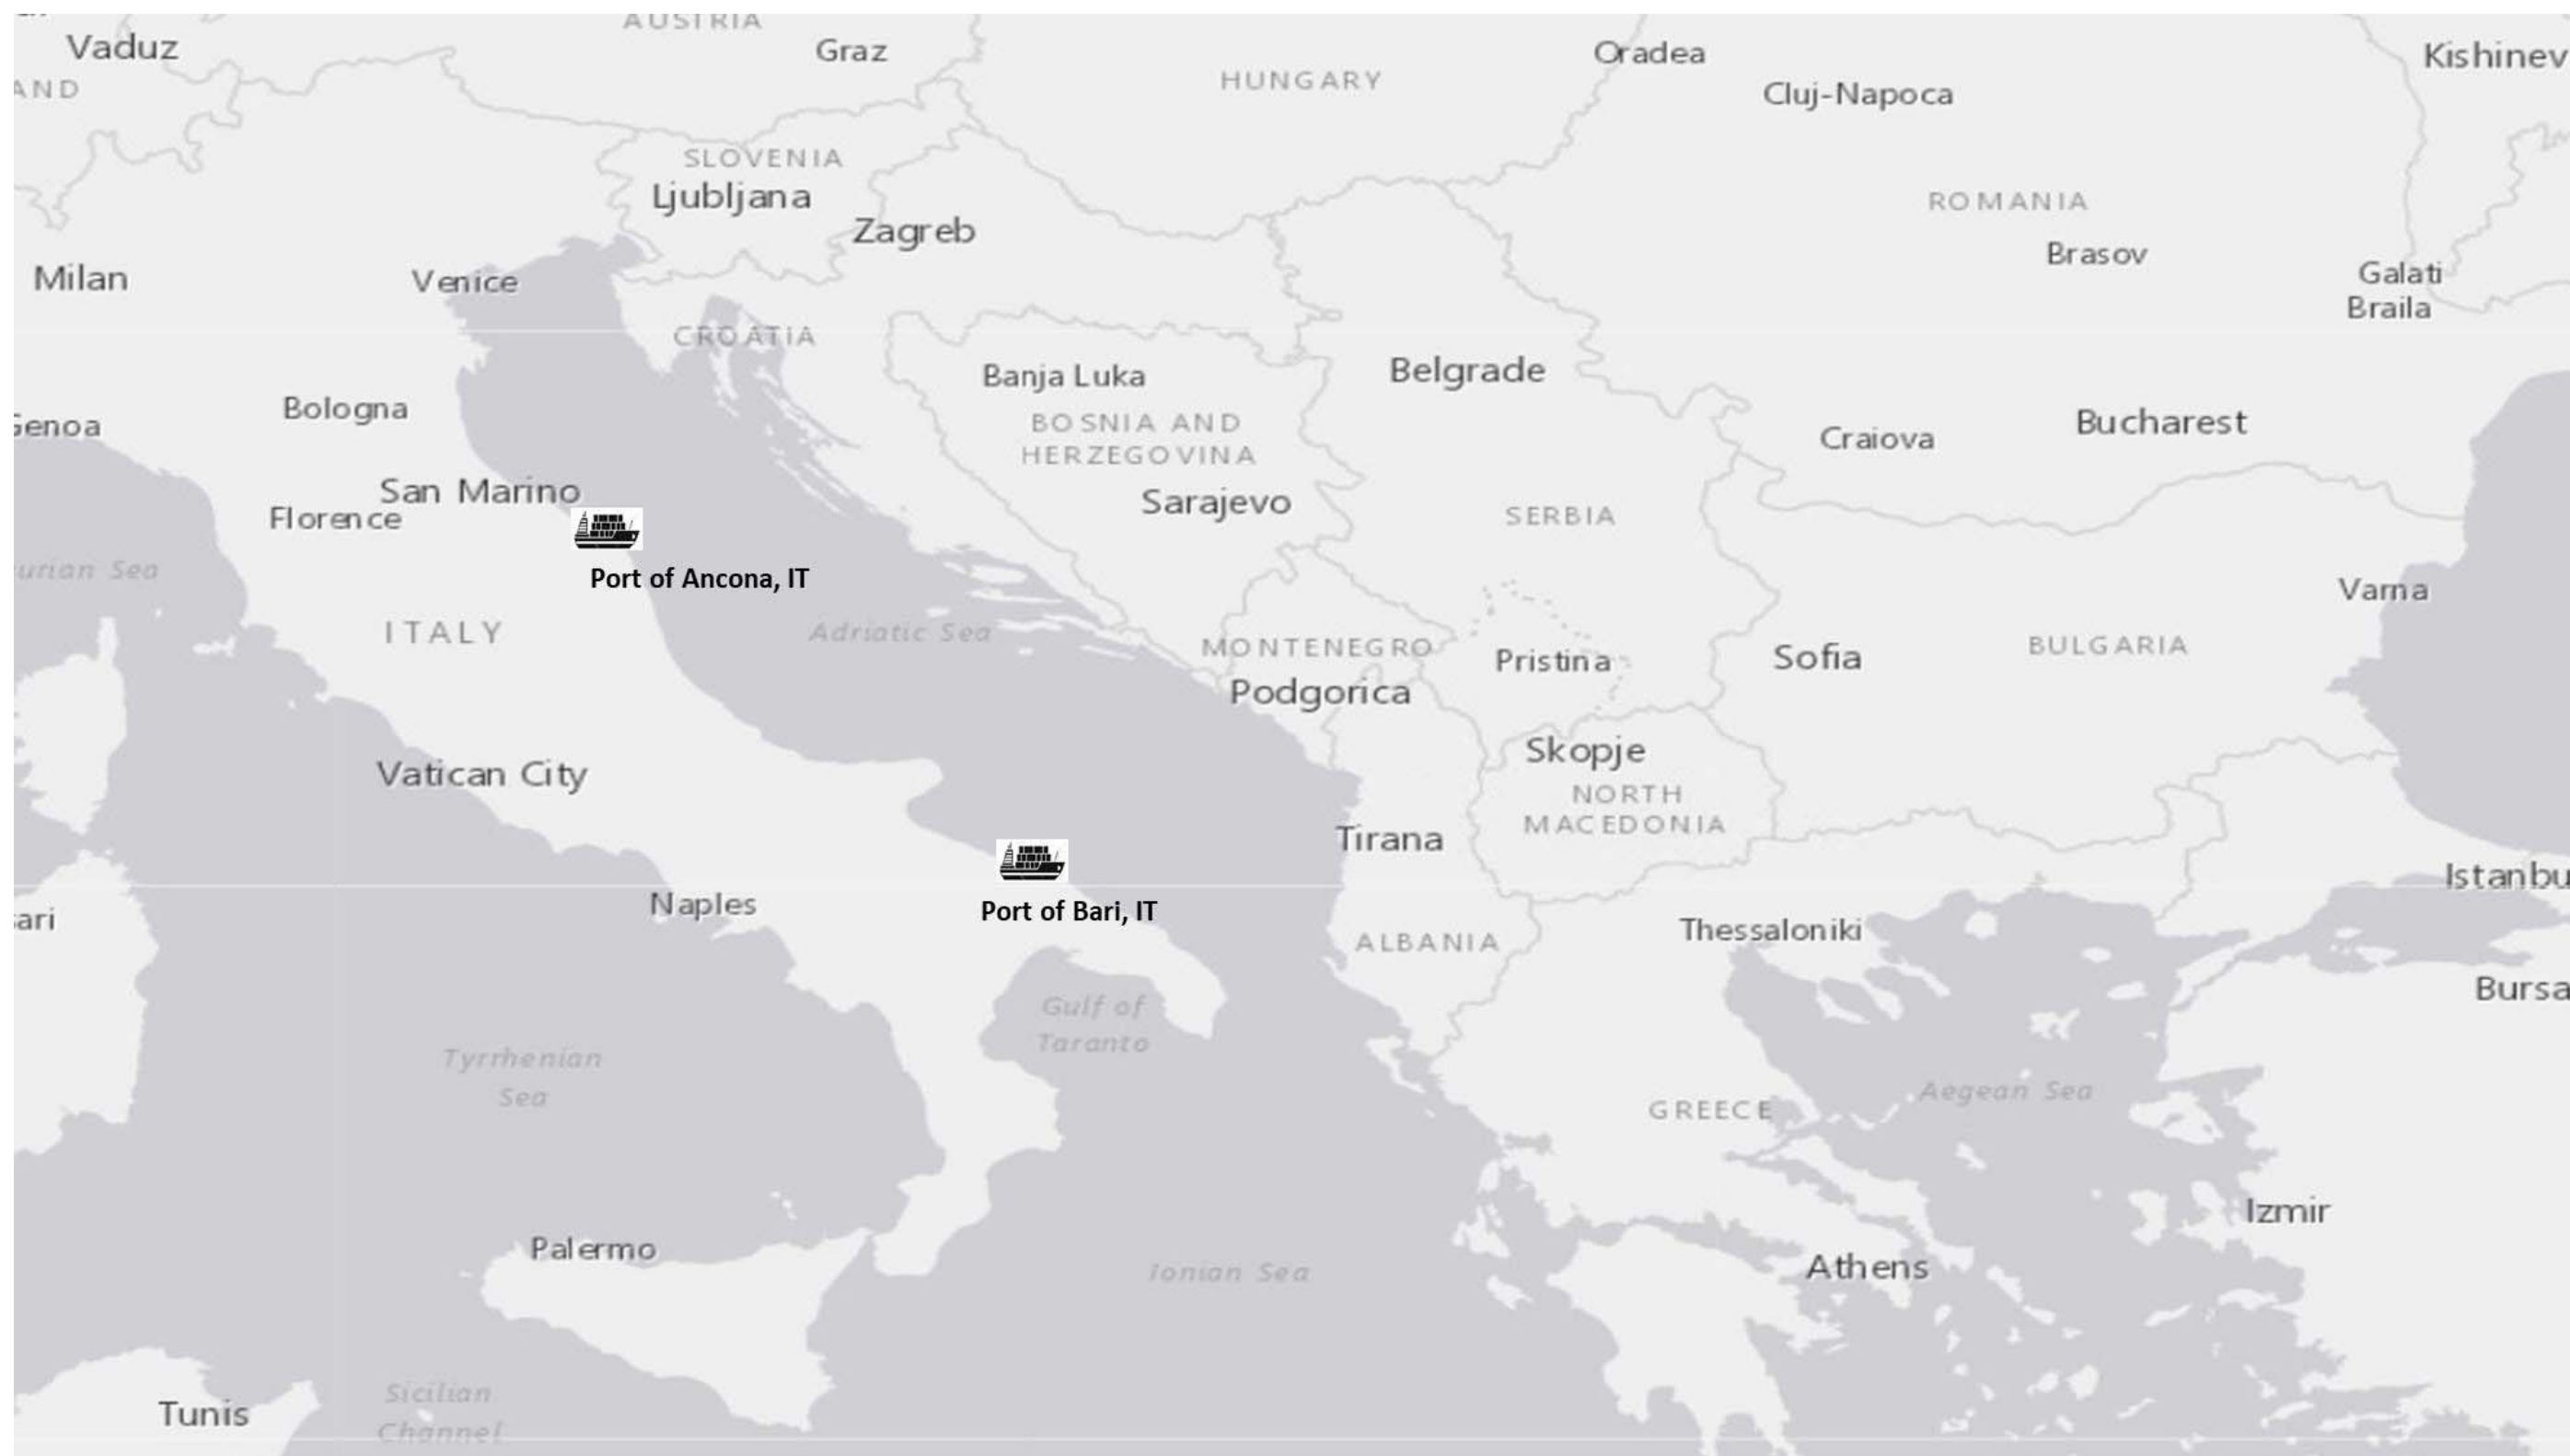 AUSTRIA
Vaduz
Graz
Oradea
Kishinev
AND
HUNGARY
Cluj-Napoca
SLOVENIA
Ljubljana
Zagreb
ROMANIA
Brasov
Milan
Venice
Galati
Braila
CROATIA
Banja Luka
Belgrade
Bologna
BOSNIA AND
HERZEGOVINA
Craiova
Bucharest
Genoa
San Marino
Florence
Sarajevo
SERBIA
urian Sea
Port of Ancona, IT
Varna
ITALY
Adriatic Sea
MONTENEGRO
Podgorica
Pristina
Sofia
BULGARIA
Vatican City
Skopje
NORTH
MACEDONIA
Tirana
Istanbu
Naples
Port of Bari, IT
ari
ALBANIA
Thessaloniki
Bursa
Gulf of
Taranto
Tyrrhenian
Sea
Aegean Sea
GREECE
Izmir
Palermo
Ionian Sea
Athens
Tunis
Sicilian
Channel